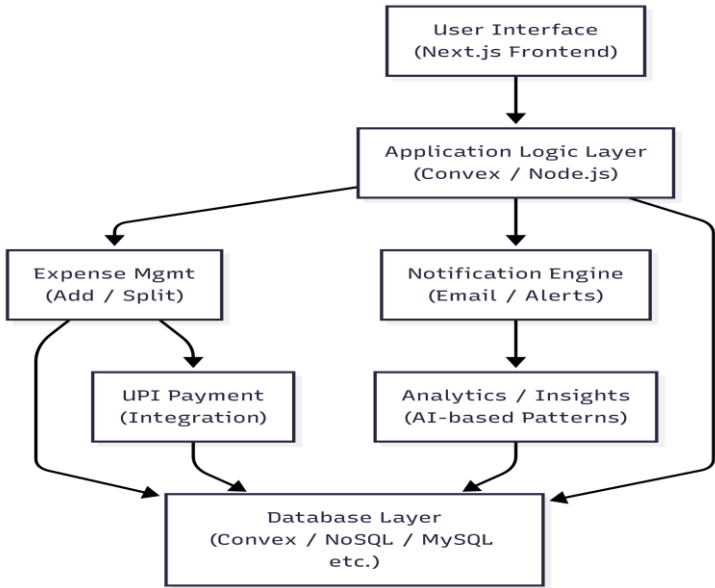 User Interface
(Next.js Frontend)
Application Logic Layer
(Convex / Node.js)
Expense Mgmt
(Add / Split)
Notification Engine
(Email / Alerts)
UPI Payment
(Integration)
Analytics / Insights
(AI-based Patterns)
Database Layer
(Convex / NoSQL / MySQL
etc.)